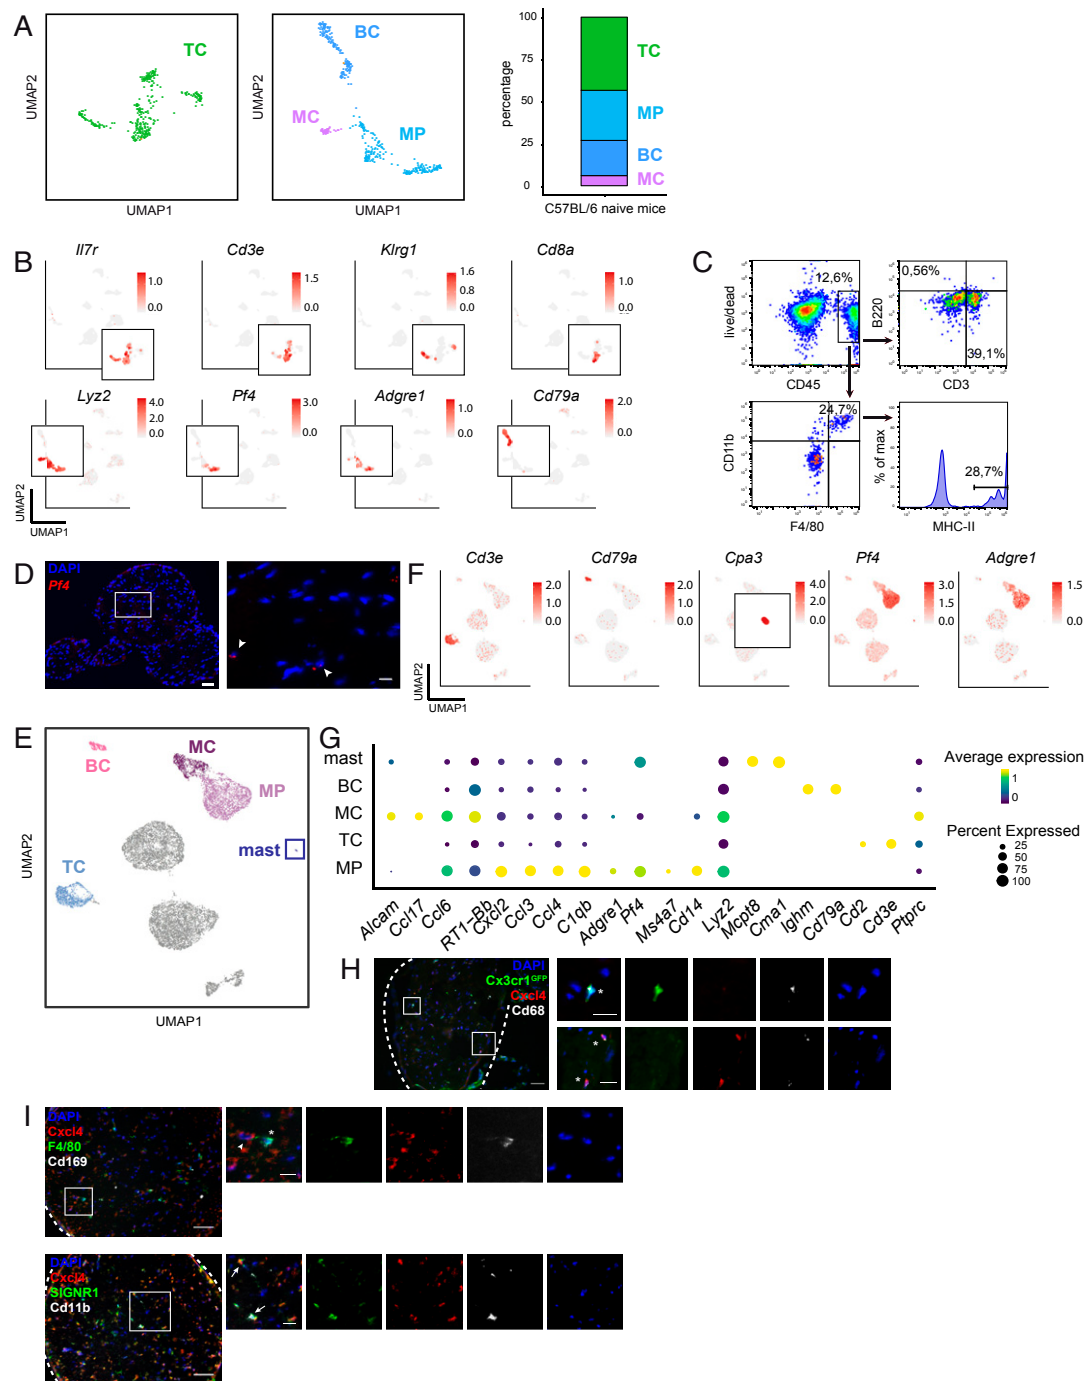 A
TC
UMAP2
UMAP1
BC
MC
MP
UMAP2
UMAP1
percentage
100
75
50
25
0
TC
MP
BC
MC
C57BL/6 naive mice
B
Il7r
1.0
0.0
Cd3e
1.5
0.0
Klrg1
1.6
0.8
0.0
Cd8a
1.0
0.0
Lyz2
4.0
2.0
0.0
Pf4
3.0
0.0
Adgre1
1.0
0.0
Cd79a
2.0
1.0
0.0
UMAP2
UMAP1
C
12,6%
live/dead
CD45
0,56%
B220
39,1%
CD3
24,7%
CD11b
F4/80
% of max
28,7%
MHC-II
D
DAPI
Pf4
F
Cd3e
2.0
1.0
0.0
Cd79a
2.0
1.0
0.0
Cpa3
4.0
2.0
0.0
Pf4
3.0
1.0
0.0
Adgre1
1.5
0.0
UMAP2
UMAP1
E
BC
MC
MP
mast
TC
UMAP2
UMAP1
G
mast
BC
MC
TC
MP
Alcam
Ccl17
Ccl6
RT1-Bb
Cxcl2
Ccl3
Ccl4
C1qb
Adgre1
Pf4
Ms4a7
Cd14
Lyz2
Mcpt8
Cma1
Ighm
Cd79a
Cd2
Cd3e
Ptprc
Average expression
1
0
Percent Expressed
25
50
75
100
H
DAPI
Cx3cr1GFP
Cxcl4
Cd68
*
*
*
I
DAPI
Cxcl4
F4/80
Cd169
*
DAPI
Cxcl4
SIGNR1
Cd11b